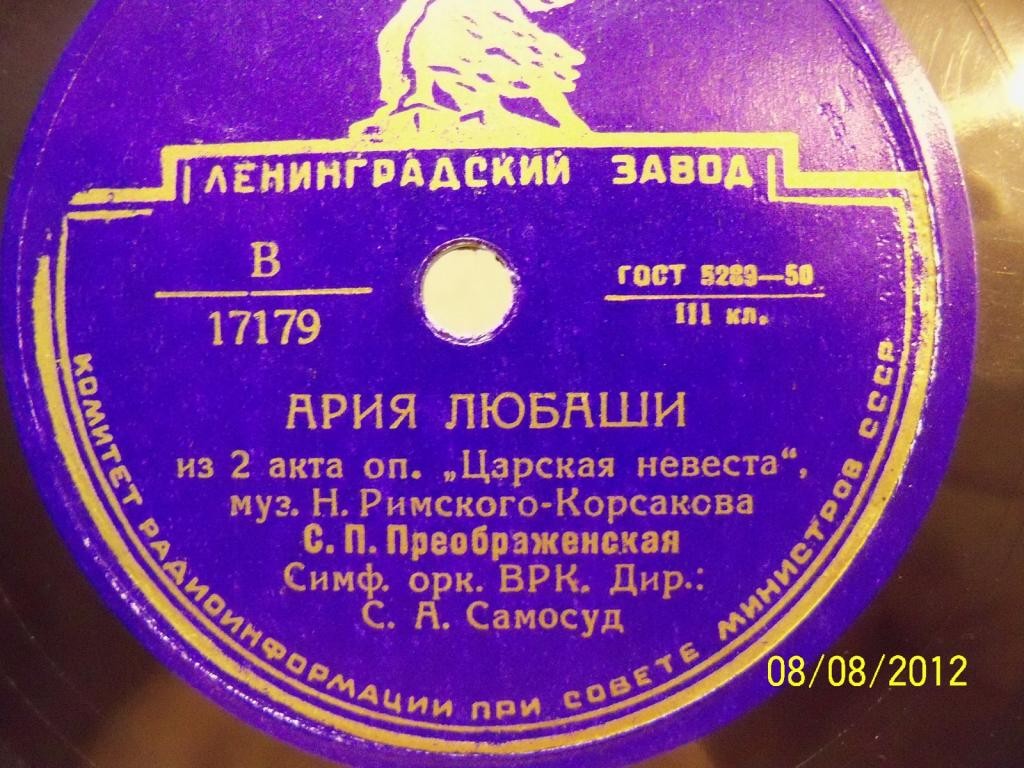 ЛЕНИНГРАДСКИЙ ЗАВОД
В
17179
ГОСТ 5289—50
III кл.
АРИЯ ЛЮБАШИ
из 2 акта оп. „Царская невеста“,
муз. Н. Римского-Корсакова
С. П. Преображенская
Симф. орк. ВРК. Дир.:
С. А. Самосуд
КОМИТЕТ РАДИОИНФОРМАЦИИ ПРИ СОВЕТЕ МИНИСТРОВ СССР
08/08/2012